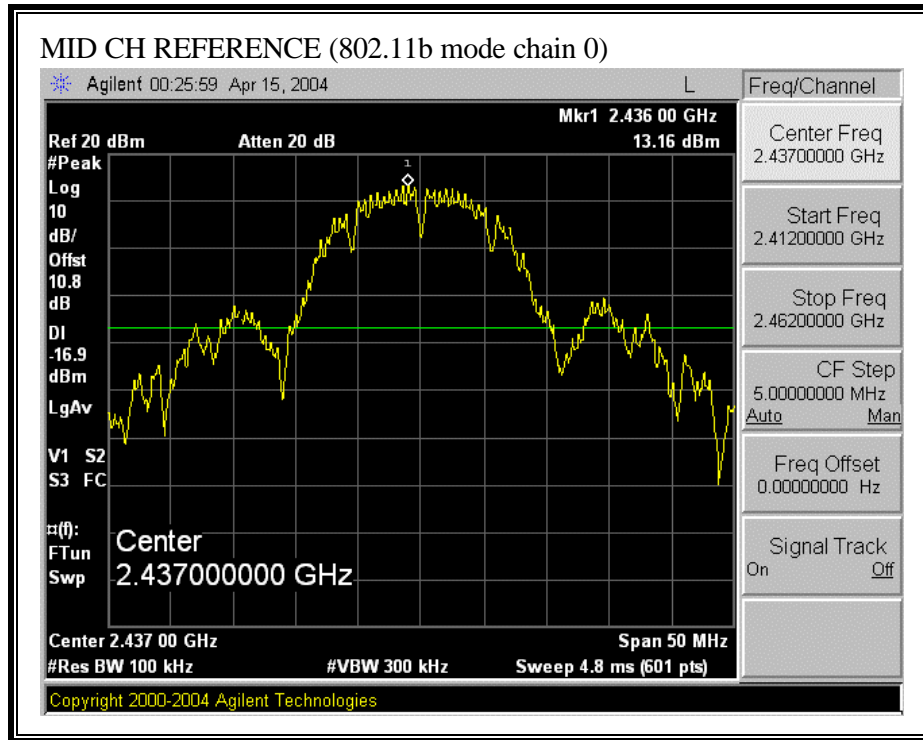 MID CH REFERENCE (802.11b mode chain 0)
Agilent 00:25:59 Apr 15, 2004 L
Mkr1 2.436 00 GHz
Ref 20 dBm Atten 20 dB 13.16 dBm
#Peak
Log
10
dB/
Offst
10.8
dB
DI
-16.9
dBm
LgAv
V1 S2
S3 FC
¤(f):
FTun
Swp
1
Center
2.437000000 GHz
Center 2.437 00 GHz Span 50 MHz
#Res BW 100 kHz #VBW 300 kHz Sweep 4.8 ms (601 pts)
Copyright 2000-2004 Agilent Technologies
Freq/Channel
Center Freq
2.43700000 GHz
Start Freq
2.41200000 GHz
Stop Freq
2.46200000 GHz
CF Step
5.00000000 MHz
Auto Man
Freq Offset
0.00000000 Hz
Signal Track
On Off